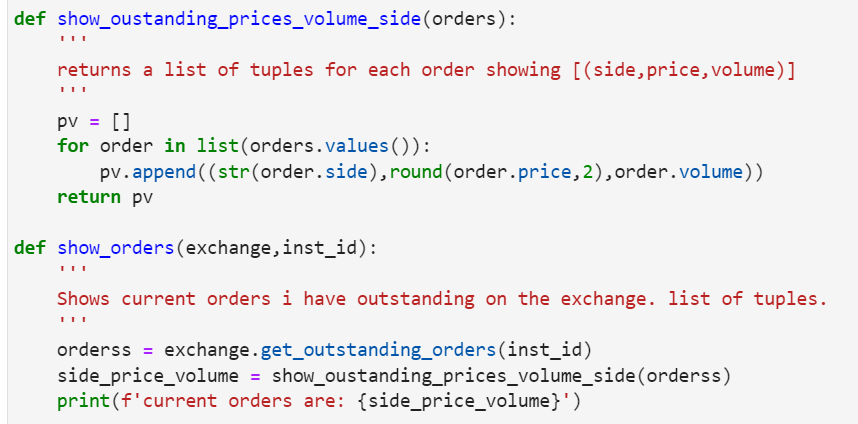 def show_oustanding_prices_volume_side(orders):
    '''
    returns a list of tuples for each order showing [(side,price,volume)]
    '''
    pv = []
    for order in list(orders.values()):
        pv.append((str(order.side),round(order.price,2),order.volume))
    return pv

def show_orders(exchange,inst_id):
    '''
    Shows current orders i have outstanding on the exchange. list of tuples.
    '''
    orderss = exchange.get_outstanding_orders(inst_id)
    side_price_volume = show_oustanding_prices_volume_side(orderss)
    print(f'current orders are: {side_price_volume}')